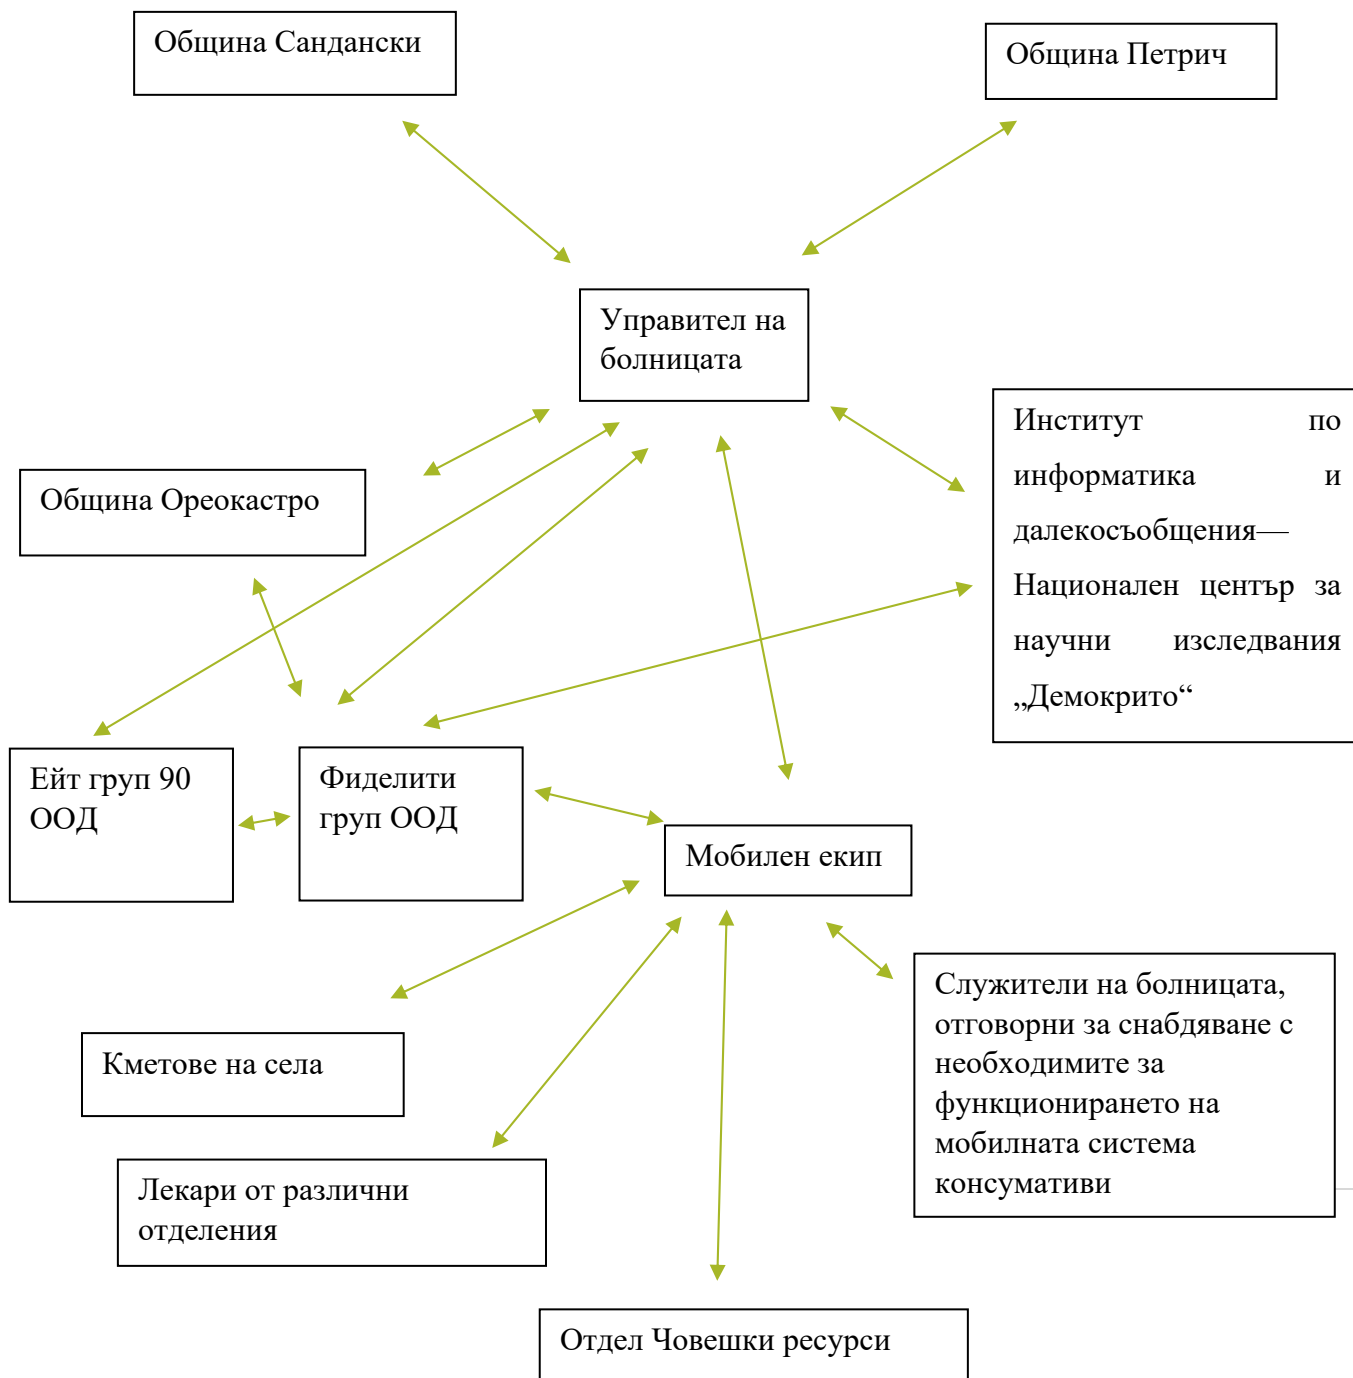 Община Сандански
Община Петрич
Управител на
болницата
Институт по
информатика и
далекосъобщения—
Национален център за
научни изследвания
„Демокрито“
Община Ореокастро
Ейт груп 90
ООД
Фиделити
груп ООД
Мобилен екип
Служители на болницата,
отговорни за снабдяване с
необходимите за
функционирането на
мобилната система
консумативи
Кметове на села
Лекари от различни
отделения
Отдел Човешки ресурси